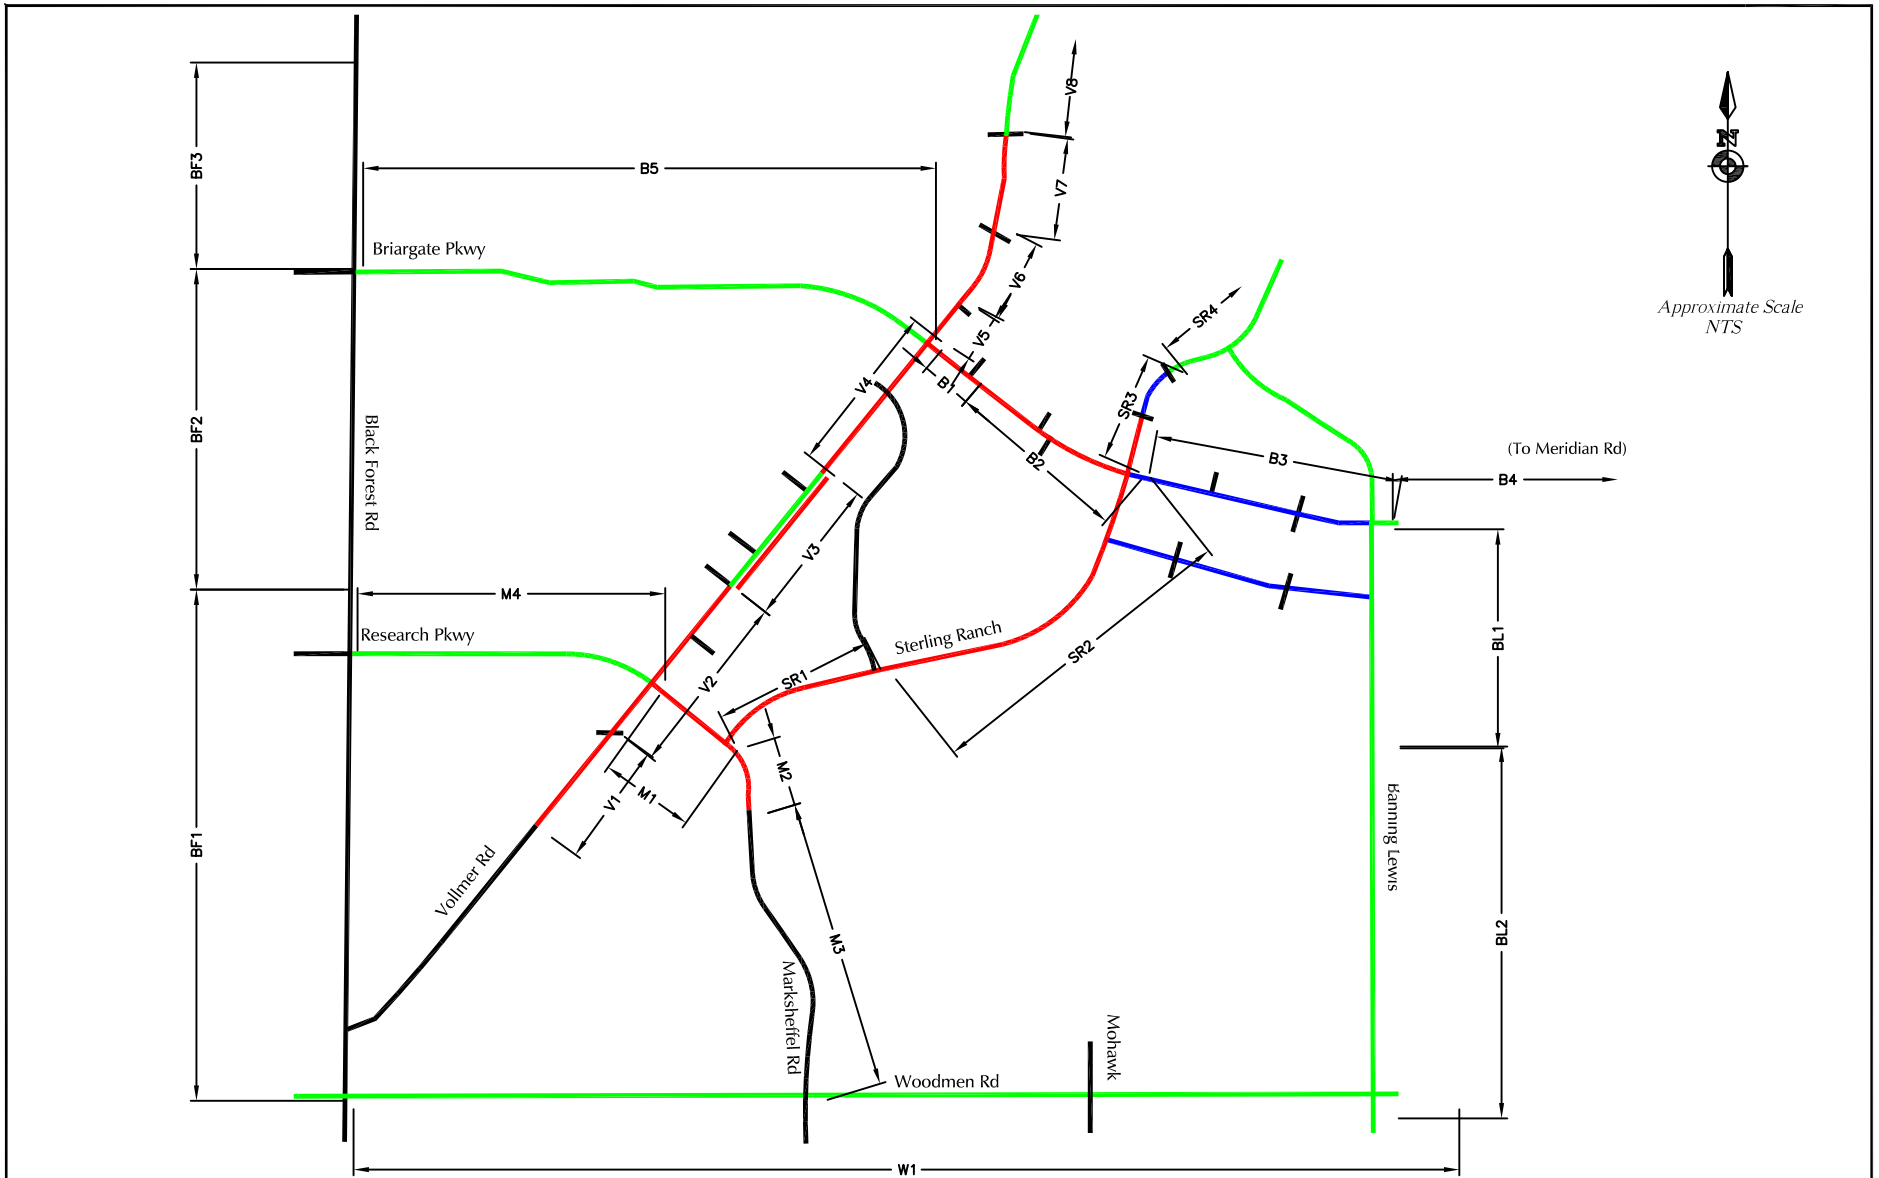 V8
BF3
B5
V7
N
Briargate Pkwy
V6
SR4
Approximate Scale
NTS
V5
B1
V4
SR3
BF2
Black Forest Rd
B2
B3
(To Meridian Rd)
B4
V3
M4
Research Pkwy
Sterling Ranch
BL1
SR2
SR1
V2
M2
M1
V1
BF1
Banning Lewis
Vollmer Rd
M3
BL2
Marksheffel Rd
Mohawk
Woodmen Rd
W1